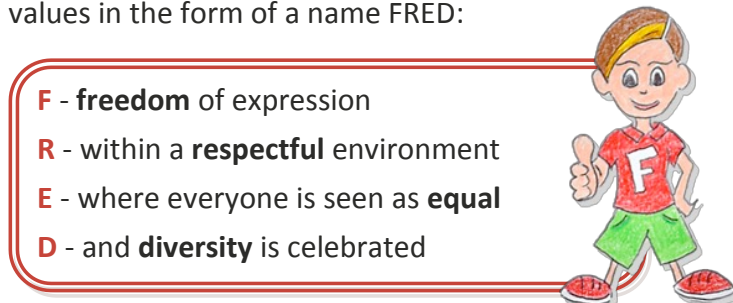 values in the form of a name FRED:
F - freedom of expression
R - within a respectful environment
E - where everyone is seen as equal
D - and diversity is celebrated
F